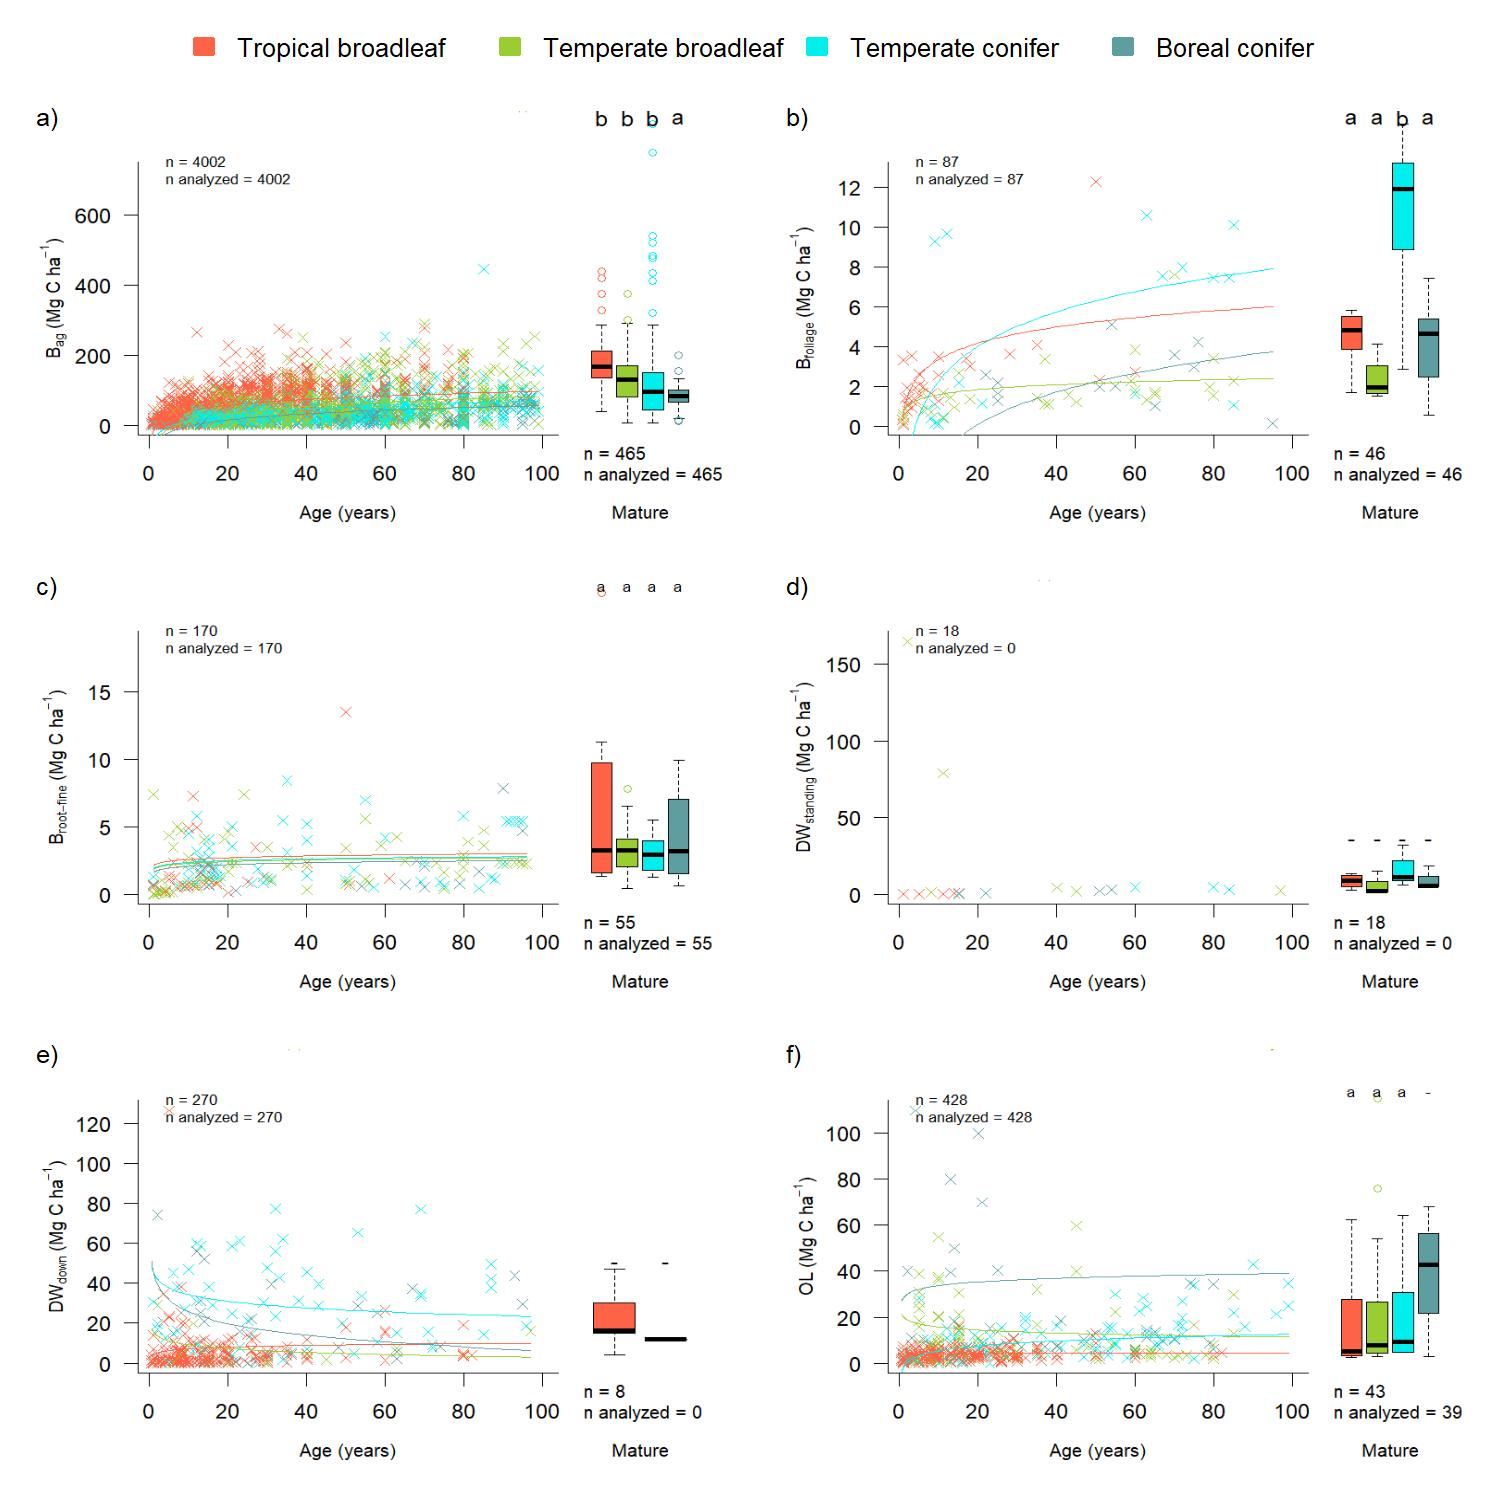 Tropical broadleaf Temperate broadleaf Temperate conifer Boreal conifer
a)
b b b a
n = 4002
n analyzed = 4002
600
400
200
0
Bag (Mg C ha−1)
0 20 40 60 80 100
Age (years)
n = 465
n analyzed = 465
Mature
b)
a a b a
n = 87
n analyzed = 87
12
10
8
6
4
2
0
Bfoliage (Mg C ha−1)
0 20 40 60 80 100
Age (years)
n = 46
n analyzed = 46
Mature
c)
a a a a
n = 170
n analyzed = 170
15
10
5
0
Broot−fine (Mg C ha−1)
0 20 40 60 80 100
Age (years)
n = 55
n analyzed = 55
Mature
d)
n = 18
n analyzed = 0
150
100
50
0
DWstanding (Mg C ha−1)
- - - -
0 20 40 60 80 100
Age (years)
n = 18
n analyzed = 0
Mature
e)
n = 270
n analyzed = 270
120
100
80
60
40
20
0
DWdown (Mg C ha−1)
- -
0 20 40 60 80 100
Age (years)
n = 8
n analyzed = 0
Mature
f)
a a a -
n = 428
n analyzed = 428
100
80
60
40
20
0
OL (Mg C ha−1)
0 20 40 60 80 100
Age (years)
n = 43
n analyzed = 39
Mature